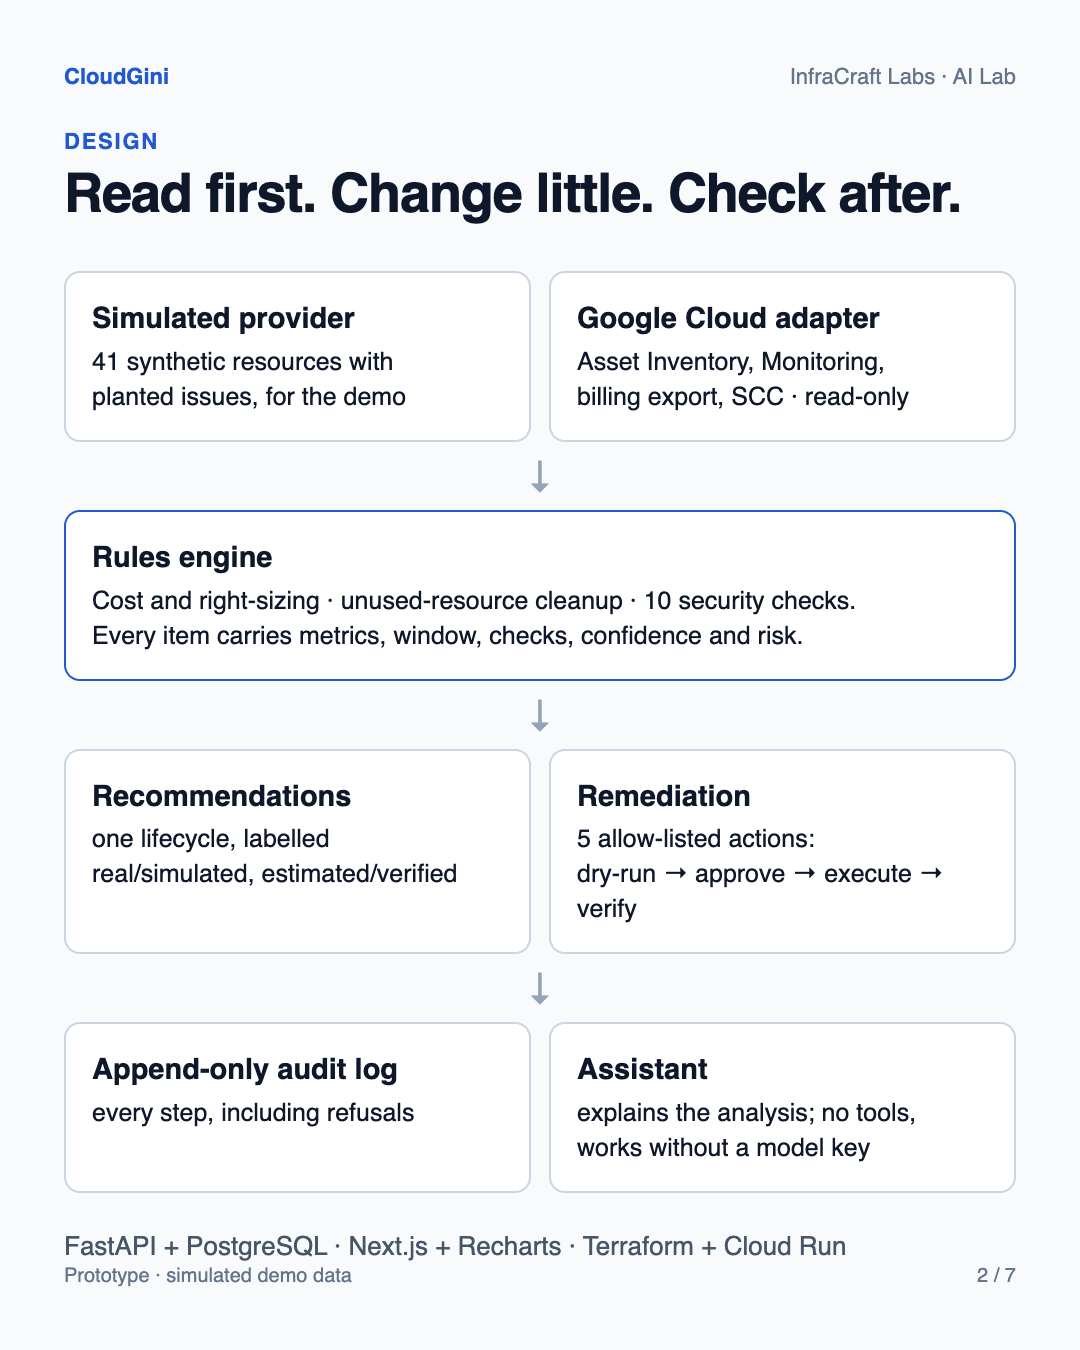 CloudGini
InfraCraft Labs · AI Lab
DESIGN
Read first. Change little. Check after.
Simulated provider
41 synthetic resources with
planted issues, for the demo
Google Cloud adapter
Asset Inventory, Monitoring,
billing export, SCC · read-only
↓
Rules engine
Cost and right-sizing · unused-resource cleanup · 10 security checks.
Every item carries metrics, window, checks, confidence and risk.
↓
Recommendations
one lifecycle, labelled
real/simulated, estimated/verified
Remediation
5 allow-listed actions:
dry-run → approve → execute →
verify
↓
Append-only audit log
every step, including refusals
Assistant
explains the analysis; no tools,
works without a model key
FastAPI + PostgreSQL · Next.js + Recharts · Terraform + Cloud Run
Prototype · simulated demo data
2 / 7